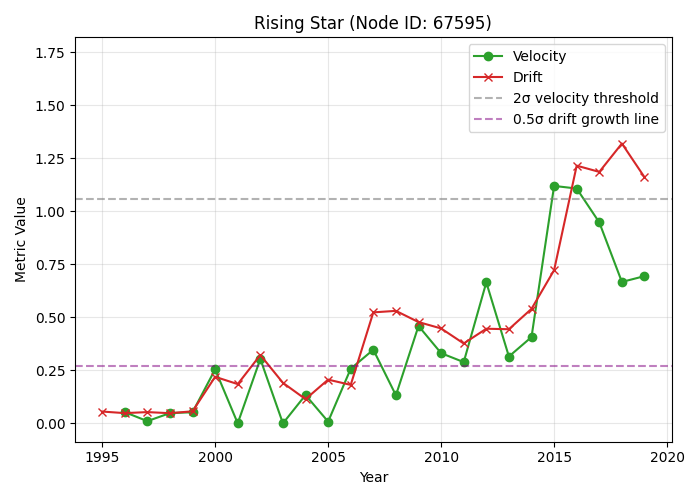 Rising Star (Node ID: 67595)
Velocity
Drift
2σ velocity threshold
0.5σ drift growth line
Metric Value
1.75
1.50
1.25
1.00
0.75
0.50
0.25
0.00
1995 2000 2005 2010 2015 2020
Year